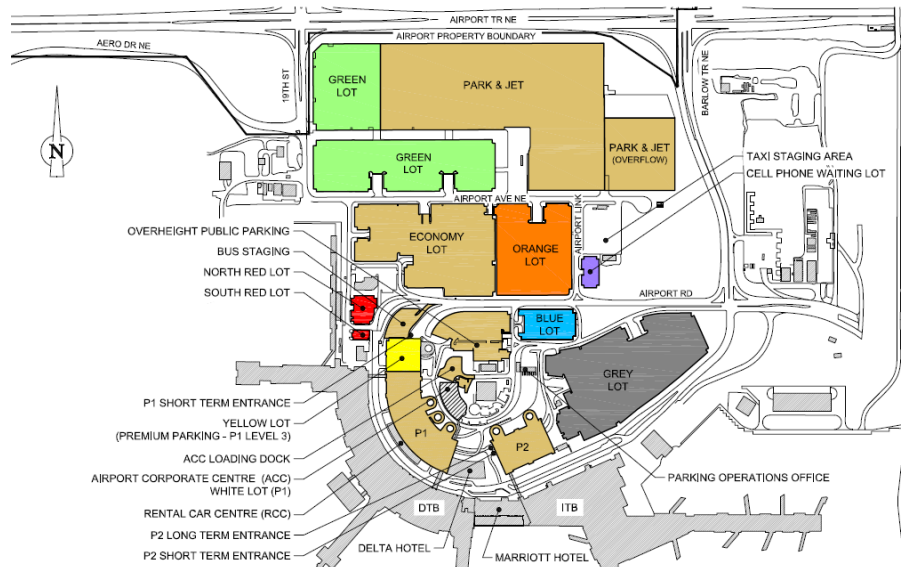 AIRPORT TR NE
AIRPORT PROPERTY BOUNDARY
AERO DR NE
19TH ST
BARLOW TR NE
GREEN
LOT
PARK & JET
N
GREEN
LOT
PARK & JET
(OVERFLOW)
TAXI STAGING AREA
CELL PHONE WAITING LOT
AIRPORT AVE NE
AIRPORT LINK
OVERHEIGHT PUBLIC PARKING
BUS STAGING
NORTH RED LOT
SOUTH RED LOT
ECONOMY
LOT
ORANGE
LOT
AIRPORT RD
BLUE
LOT
GREY
LOT
P1 SHORT TERM ENTRANCE
YELLOW LOT
(PREMIUM PARKING - P1 LEVEL 3)
ACC LOADING DOCK
AIRPORT CORPORATE CENTRE (ACC)
WHITE LOT (P1)
RENTAL CAR CENTRE (RCC)
P2 LONG TERM ENTRANCE
P2 SHORT TERM ENTRANCE
P1
P2
PARKING OPERATIONS OFFICE
DTB
ITB
DELTA HOTEL
MARRIOTT HOTEL